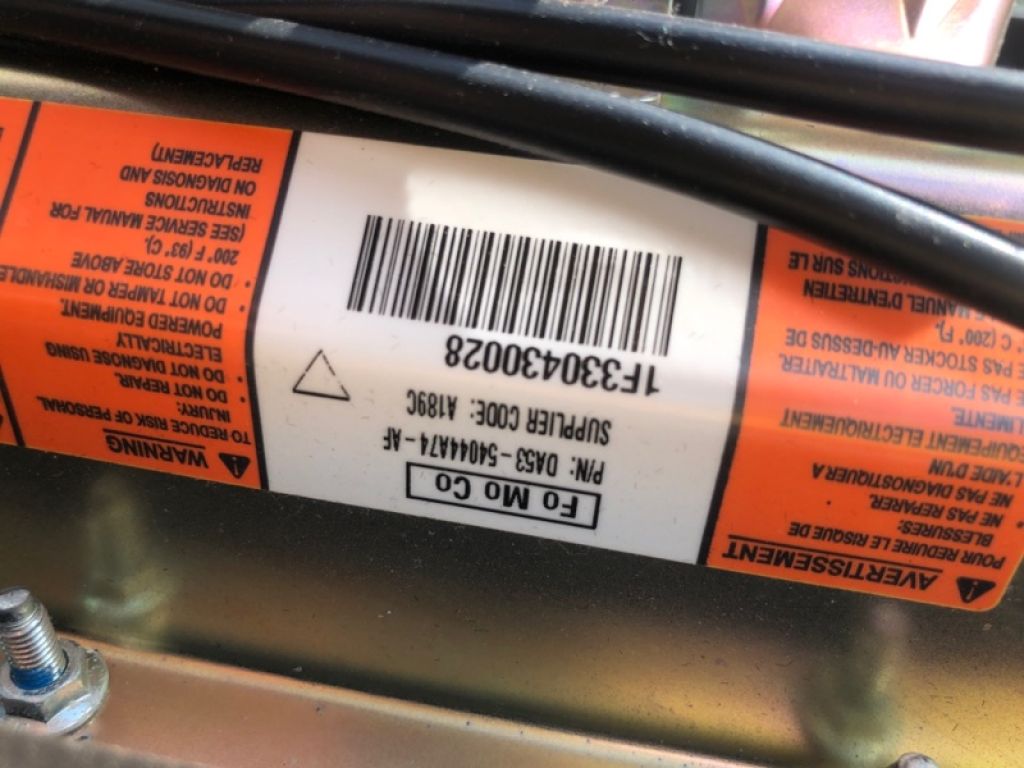 WARNING
TO REDUCE RISK OF PERSONAL
INJURY:
• DO NOT REPAIR.
• DO NOT DIAGNOSE USING
ELECTRICALLY
POWERED EQUIPMENT.
• DO NOT TAMPER OR MISHANDLE
• DO NOT STORE ABOVE
200° F (93° C).
(SEE SERVICE MANUAL FOR
INSTRUCTIONS
ON DIAGNOSIS AND
REPLACEMENT)
Fo Mo Co
P/N: DA53-54044A74-AF
SUPPLIER CODE: A189C
1F330430028
AVERTISSEMENT
POUR REDUIRE LE RISQUE DE
BLESSURES:
• NE PAS REPARER.
NE PAS DIAGNOSTIQUER A
L'AIDE D'UN
EQUIPEMENT ELECTRIQUEMENT
ALIMENTE.
NE PAS FORCER OU MALTRAITER.
NE PAS STOCKER AU-DESSUS DE
° C (200° F).
MANUEL D'ENTRETIEN
SUR LE